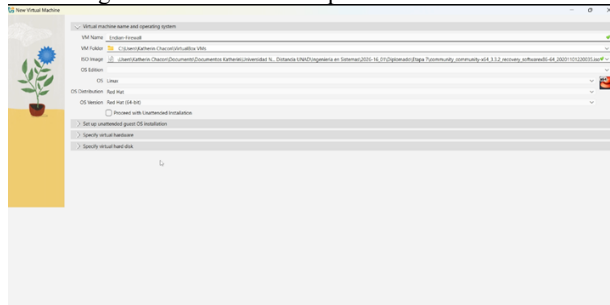 New Virtual Machine
Virtual machine name and operating system
VM Name Endian-Firewall
VM Folder C:\Users\Katherin Chacon\VirtualBox VMs
ISO Image
OS Edition
OS Linux
OS Distribution Red Hat
OS Version Red Hat (64-bit)
Proceed with Unattended Installation
Set up unattended guest OS installation
Specify virtual hardware
Specify virtual hard disk